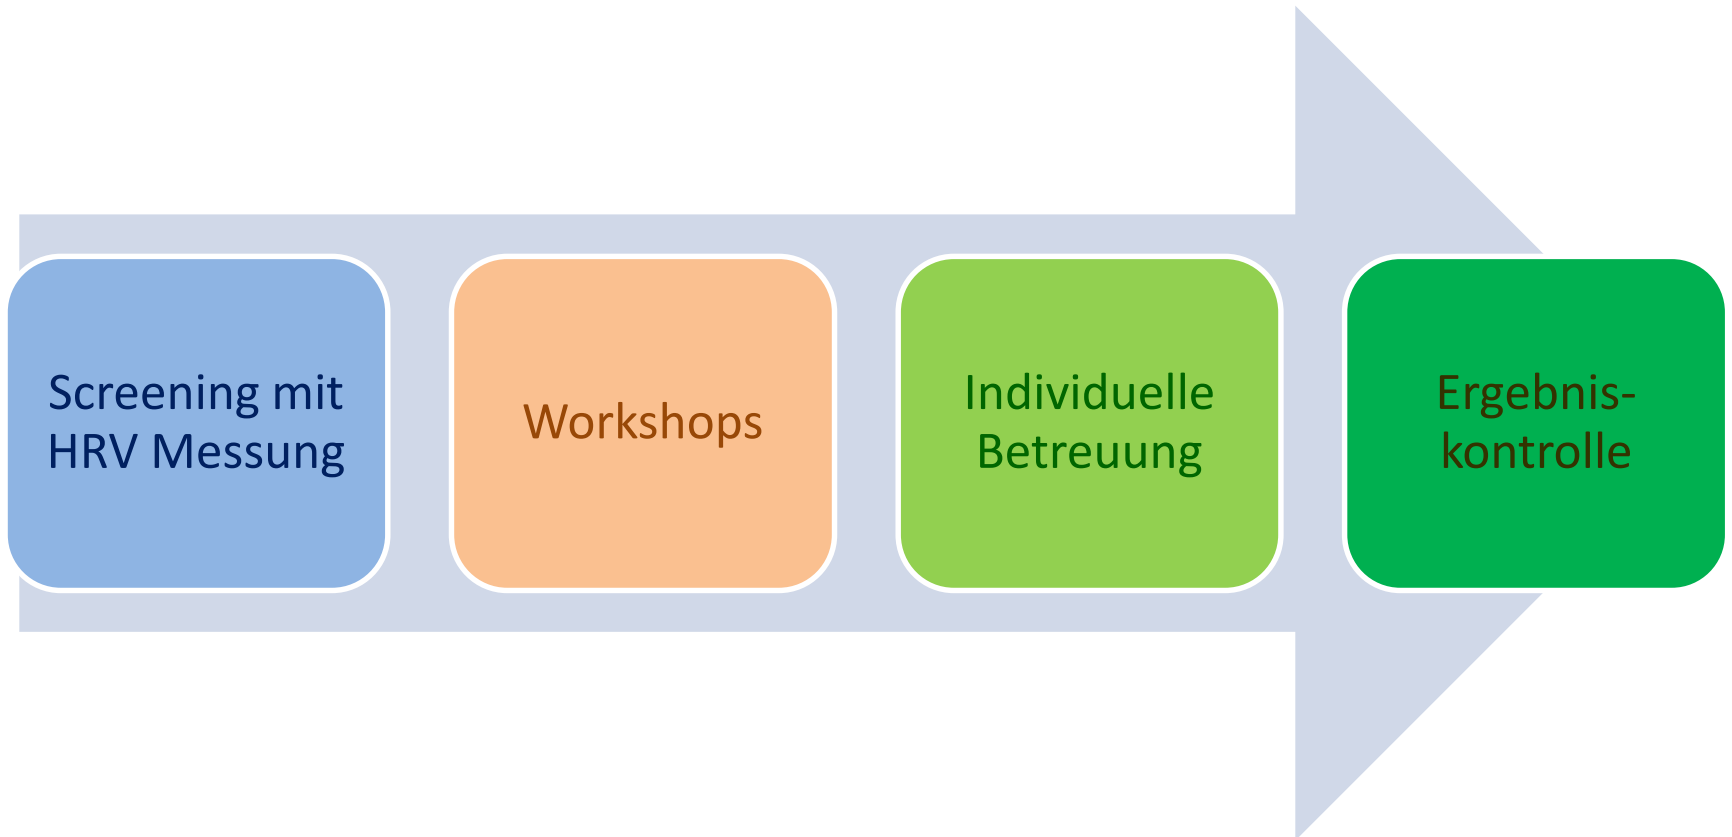 Screening mit
HRV Messung
Workshops
Individuelle
Betreuung
Ergebnis-
kontrolle